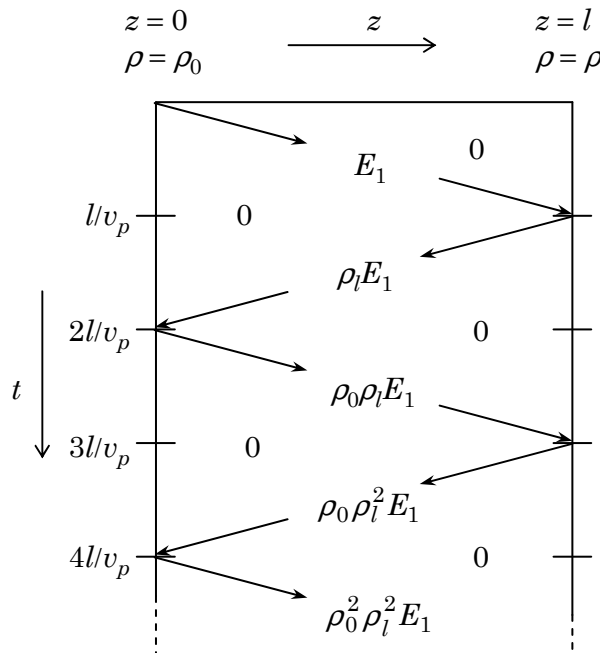 z = 0 z z = l
ρ = ρ₀ ρ = ρ
0
E₁
l/vₚ 0
ρₗE₁
2l/vₚ 0
t ρ₀ρₗE₁
3l/vₚ 0
ρ₀ρₗ²E₁
4l/vₚ 0
ρ₀²ρₗ²E₁